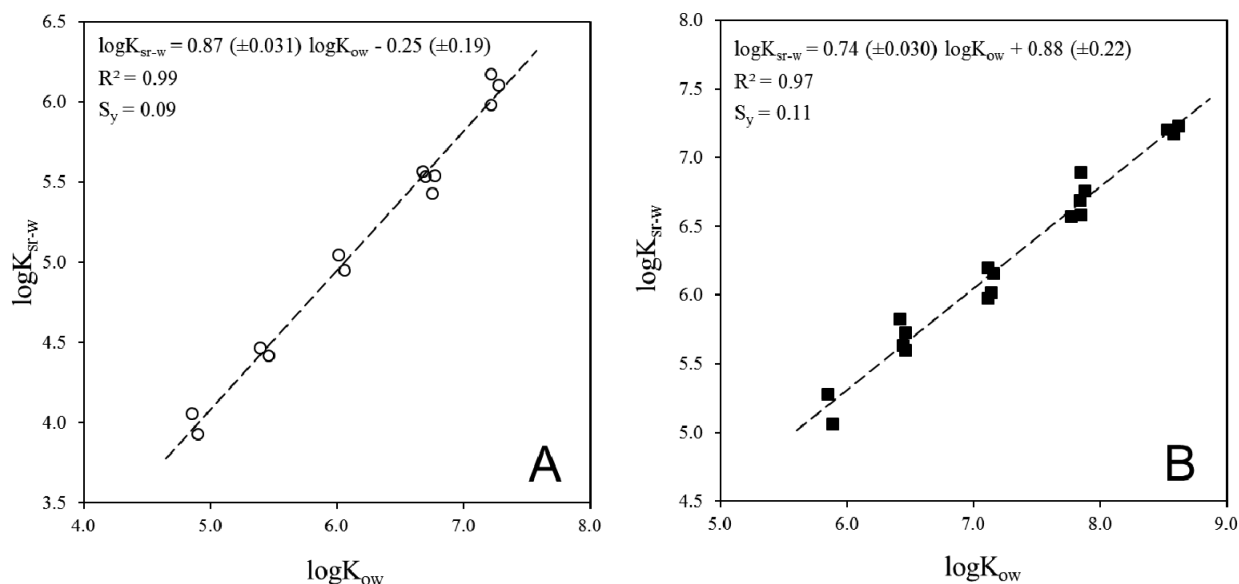 6.5
6.0
5.5
5.0
4.5
4.0
3.5
logK_sr-w
logK_sr-w = 0.87 (±0.031) logK_ow - 0.25 (±0.19)
R² = 0.99
S_y = 0.09
A
4.0 5.0 6.0 7.0 8.0
logK_ow
8.0
7.5
7.0
6.5
6.0
5.5
5.0
4.5
logK_sr-w
logK_sr-w = 0.74 (±0.030) logK_ow + 0.88 (±0.22)
R² = 0.97
S_y = 0.11
B
5.0 6.0 7.0 8.0 9.0
logK_ow